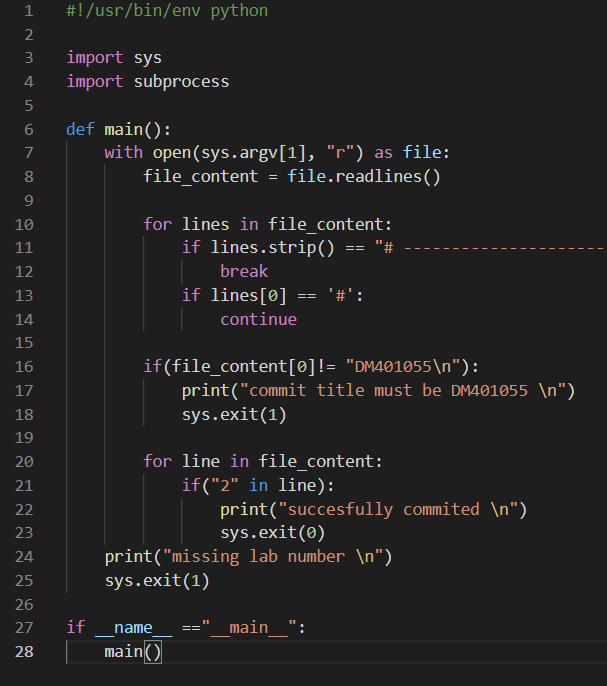 1 #!/usr/bin/env python
2
3 import sys
4 import subprocess
5
6 def main():
7     with open(sys.argv[1], "r") as file:
8         file_content = file.readlines()
9
10         for lines in file_content:
11             if lines.strip() == "# ---------------------
12                 break
13             if lines[0] == '#':
14                 continue
15
16         if(file_content[0]!= "DM401055\n"):
17             print("commit title must be DM401055 \n")
18             sys.exit(1)
19
20         for line in file_content:
21             if("2" in line):
22                 print("succesfully commited \n")
23                 sys.exit(0)
24     print("missing lab number \n")
25     sys.exit(1)
26
27 if __name__ =="__main__":
28     main()